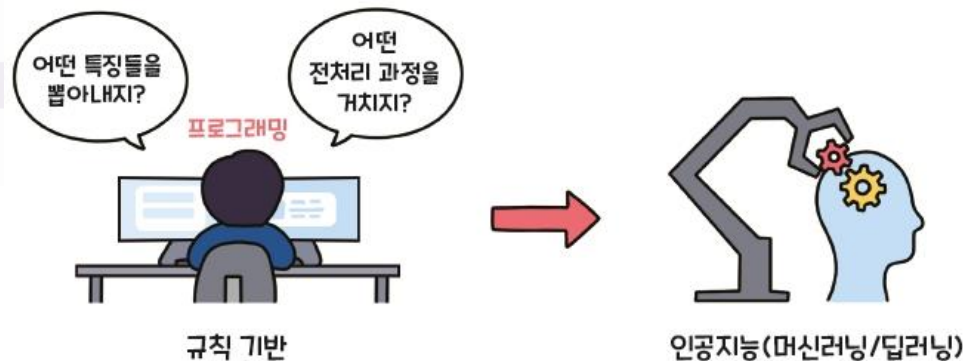 어떤 특징들을
뽑아내지?
어떤
전처리 과정을
거치지?
프로그래밍
규칙 기반
인공지능(머신러닝/딥러닝)